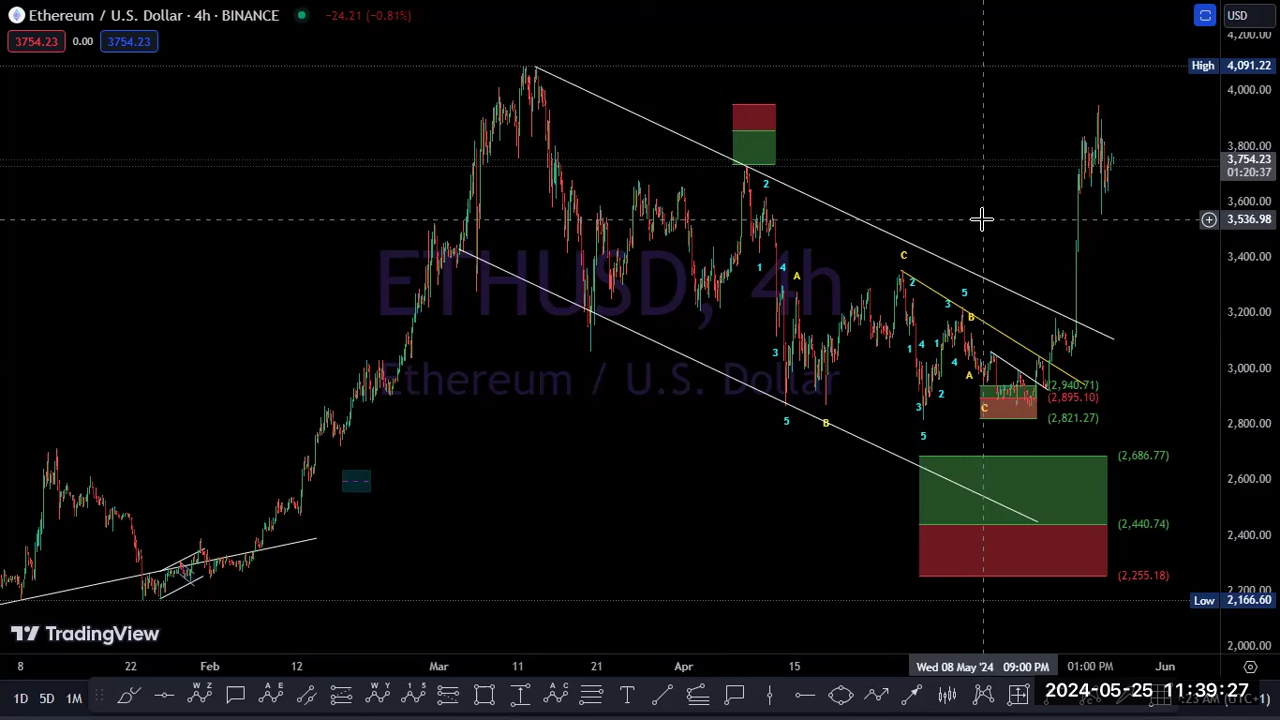 Ethereum / U.S. Dollar · 4h · BINANCE
-24.21 (-0.81%)
USD
3754.23 0.00 3754.23
4,200.00
High 4,091.22
4,000.00
3,800.00
3,754.23
01:20:37
3,600.00
3,536.98
3,400.00
3,200.00
3,000.00
2,800.00
2,600.00
2,400.00
2,200.00
Low 2,166.60
2,000.00
ETHUSD, 4h
Ethereum / U.S. Dollar
2
1
4
A
3
5
B
C
2
1
4
3
5
1
2
3
4
5
B
A
C
(2,940.71)
(2,895.10)
(2,821.27)
(2,686.77)
(2,440.74)
(2,255.18)
TradingView
8 22 Feb 12 Mar 11 21 Apr 15 Wed 08 May '24 09:00 PM 01:00 PM Jun
1D 5D 1M
2024-05-25 11:39:27